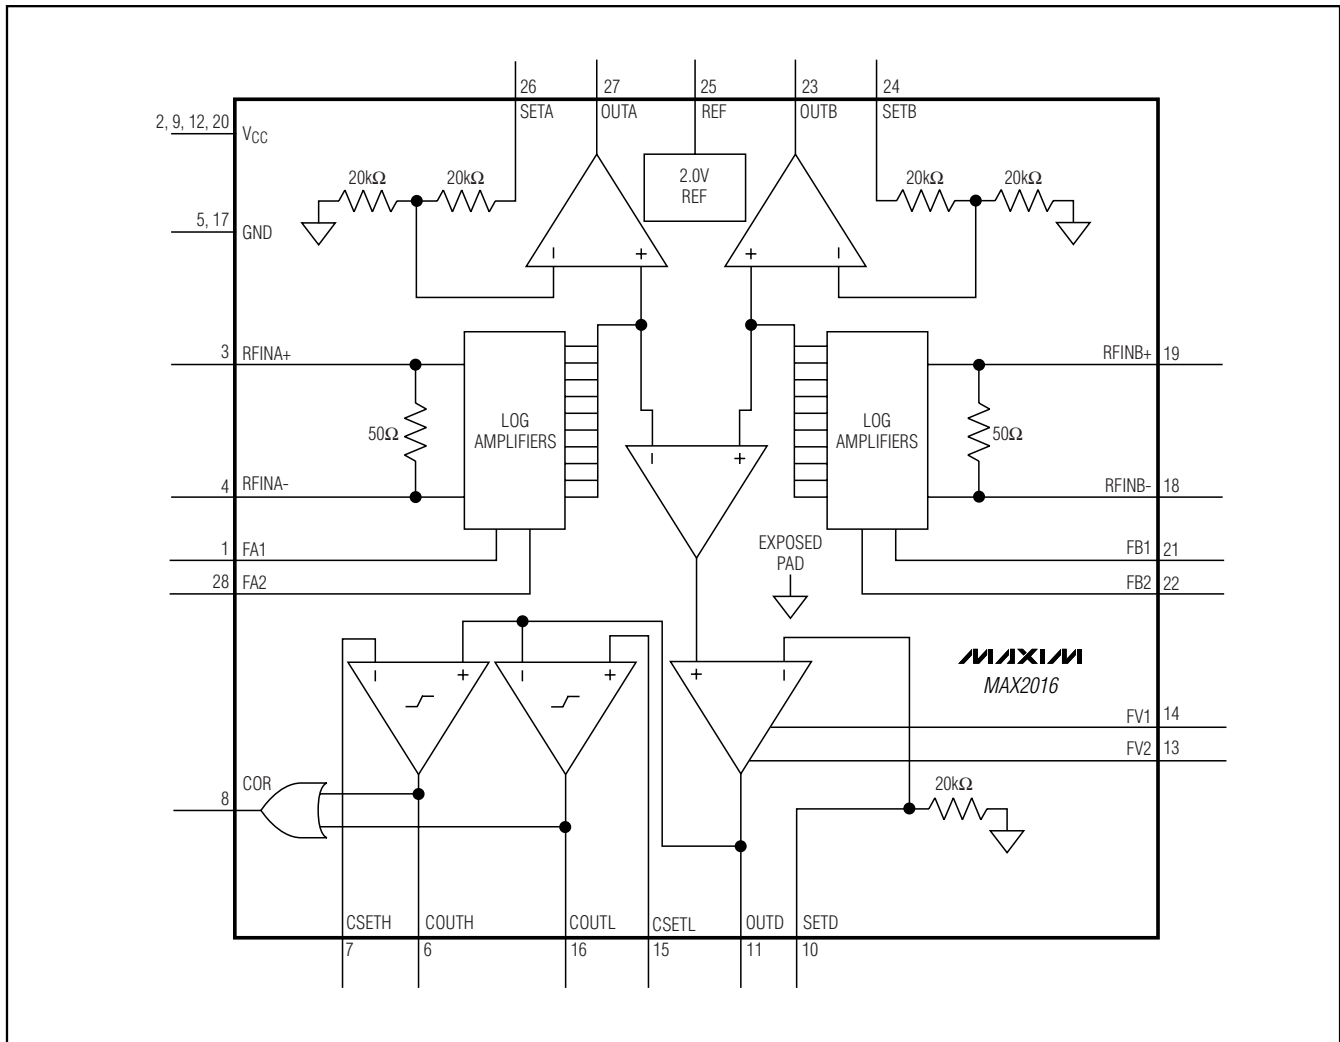 26 27 25 23 24
SETA OUTA REF OUTB SETB
2, 9, 12, 20 VCC
20kΩ 20kΩ
2.0V
REF
20kΩ 20kΩ
5, 17 GND
- +
+ -
3 RFINA+
RFINB+ 19
50Ω
LOG
AMPLIFIERS
LOG
AMPLIFIERS
50Ω
- +
4 RFINA-
RFINB- 18
EXPOSED
PAD
1 FA1
FB1 21
28 FA2
FB2 22
- +
- +
+ -
MAXIM
MAX2016
FV1 14
FV2 13
COR
8
20kΩ
CSETH COUTH COUTL CSETL OUTD SETD
7 6 16 15 11 10